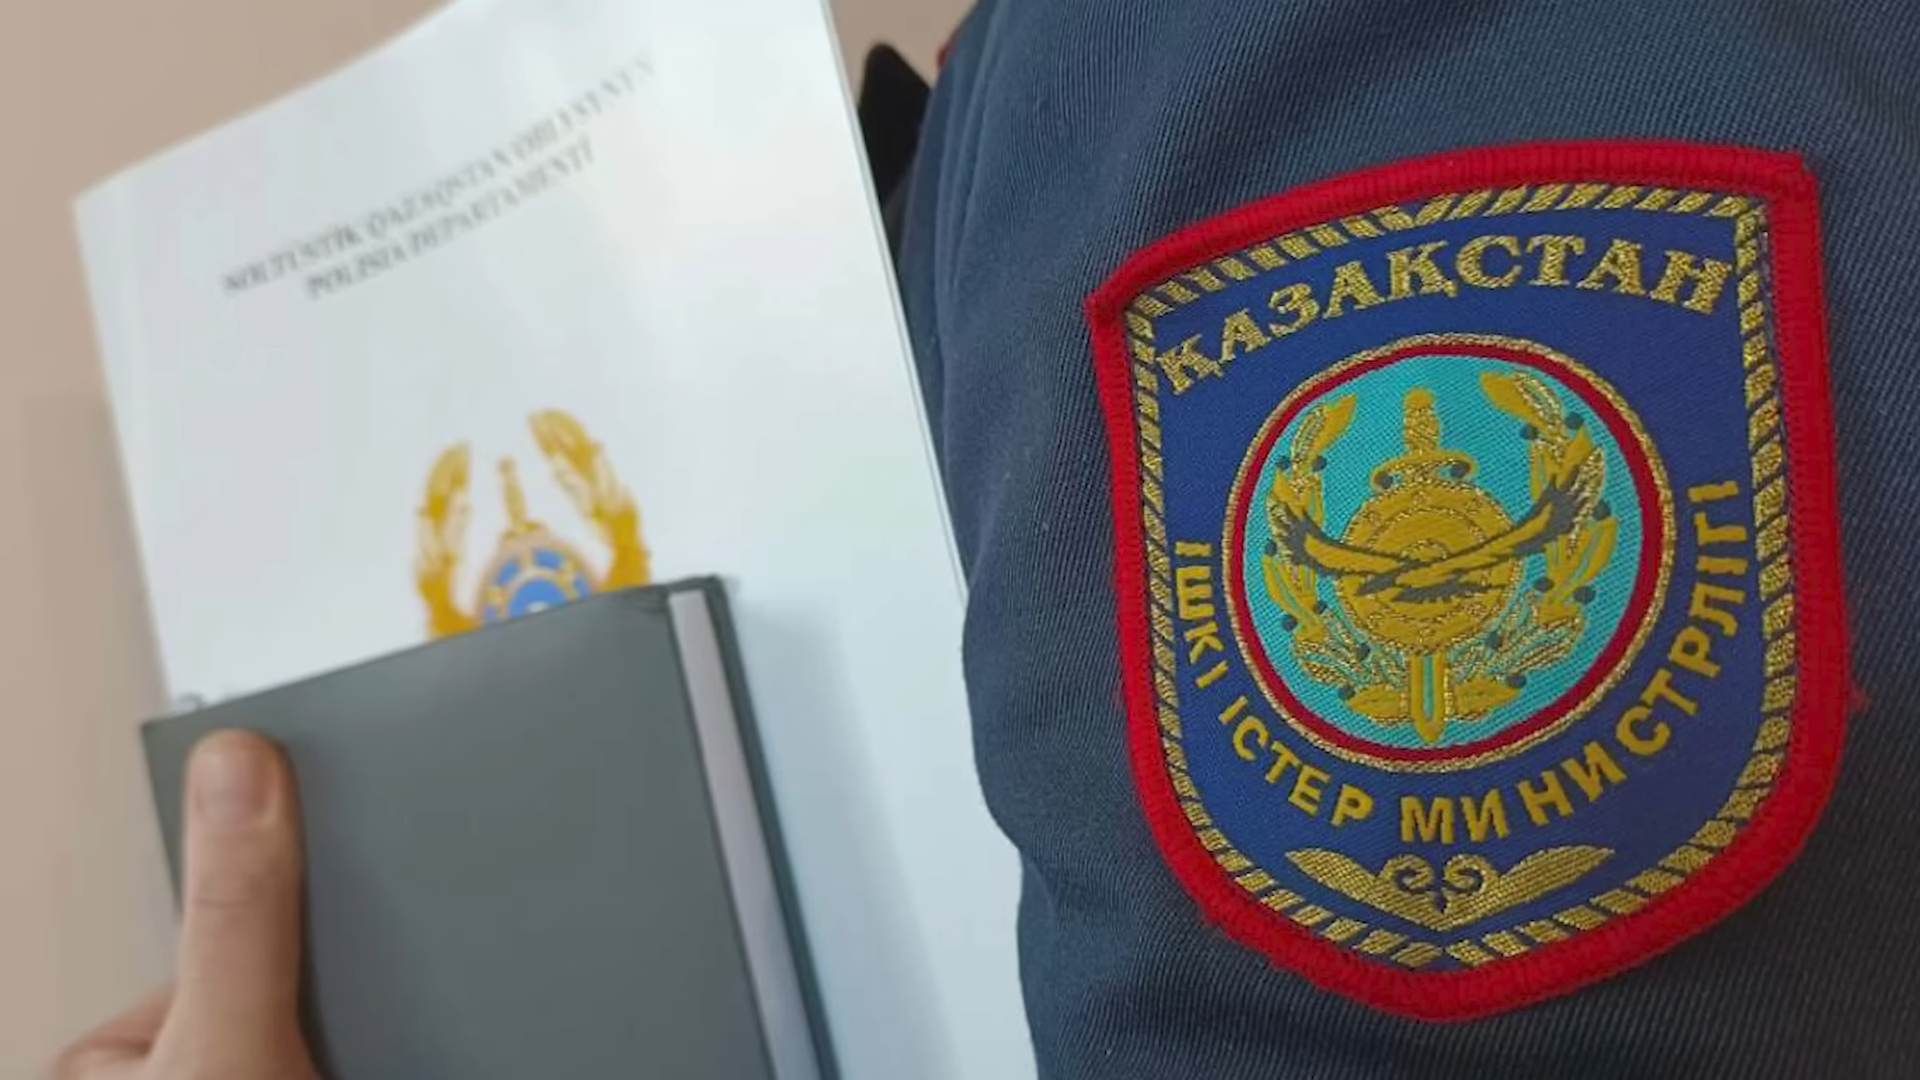 SOLTÚSTIK QAZAQSTAN OBLYSYNYŃ
POLISIA DEPARTAMENTI
ҚАЗАҚСТАН
ІШКІ ІСТЕР МИНИСТРЛІГІ